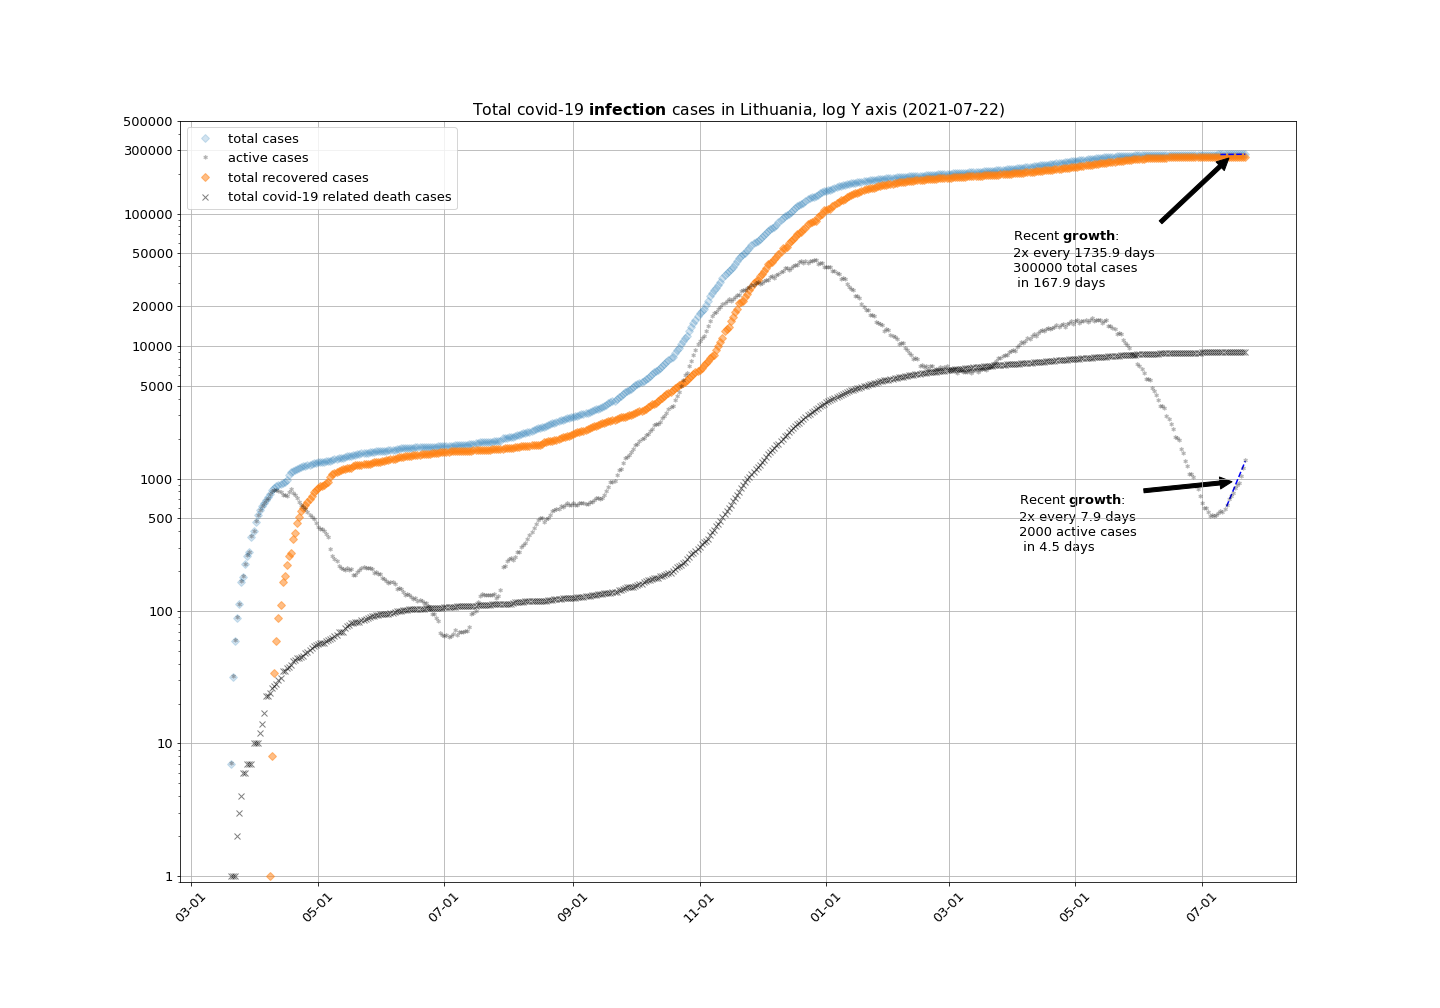 Total covid-19 infection cases in Lithuania, log Y axis (2021-07-22)
500000
300000
100000
50000
20000
10000
5000
1000
500
100
10
1
total cases
active cases
total recovered cases
total covid-19 related death cases
Recent growth:
2x every 1735.9 days
300000 total cases
in 167.9 days
Recent growth:
2x every 7.9 days
2000 active cases
in 4.5 days
03-01
05-01
07-01
09-01
11-01
01-01
03-01
05-01
07-01